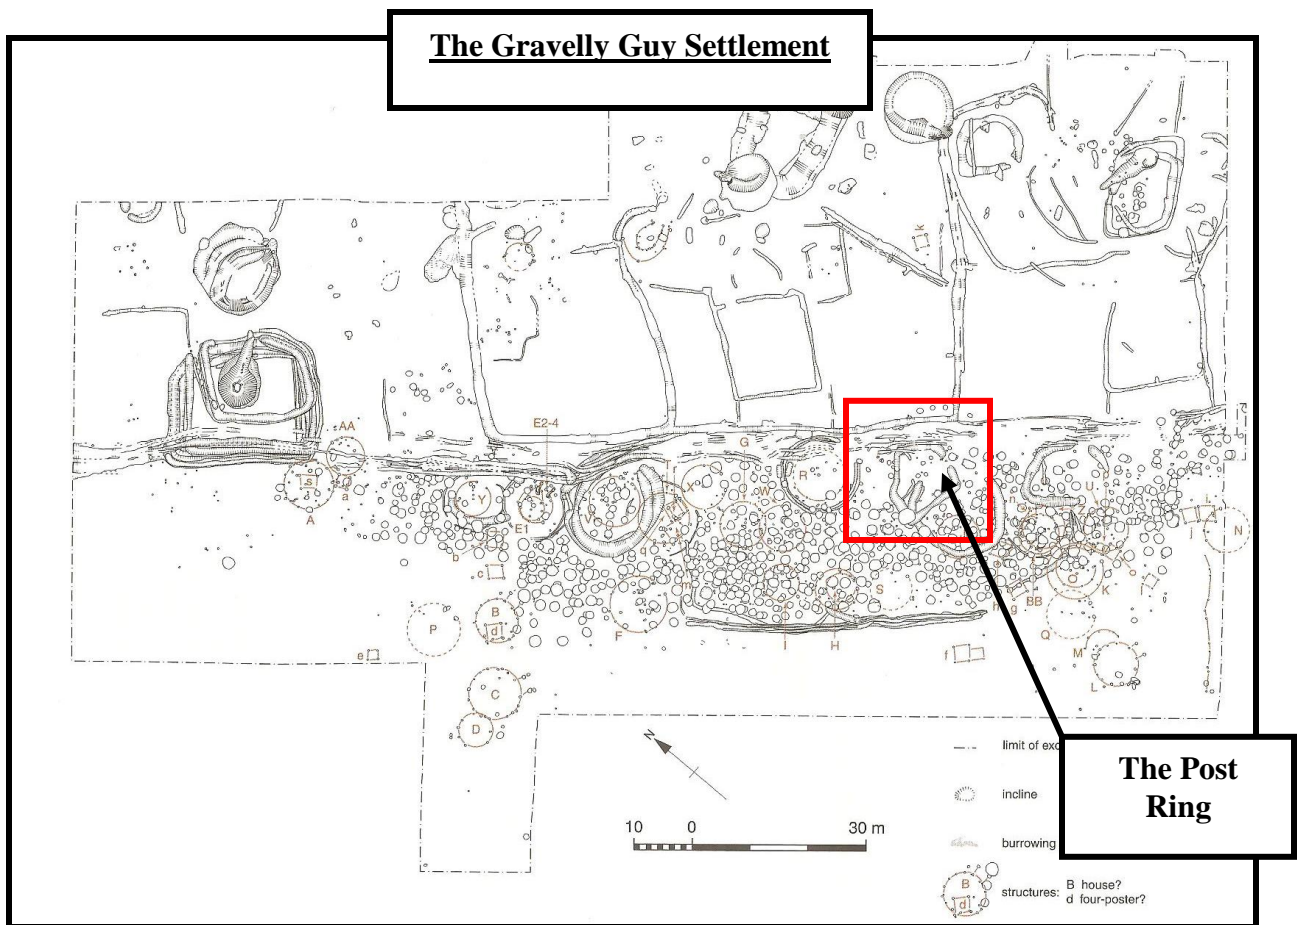 The Gravelly Guy Settlement
k
AA
E2-4
G
s
a
A
Y
E1
V
X
W
R
n
U
i
j
N
b
c
q
m
S
o
O
K
BB
g
h
B
d
P
F
I
H
Q
e
f
M
L
C
D
N
The Post
Ring
limit of exc
incline
burrowing
10 0 30 m
B
d
structures: B house?
d four-poster?